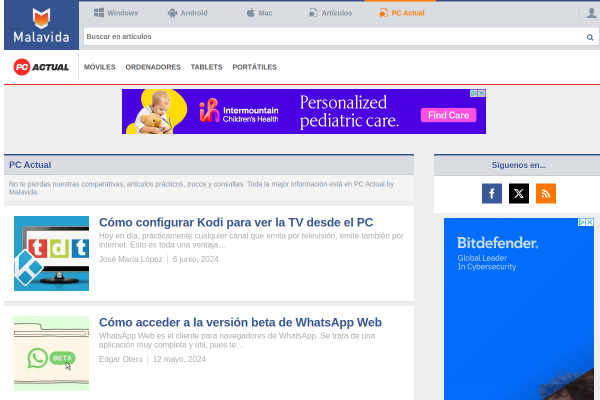 Malavida
Windows
Android
Mac
Artículos
PC Actual
Buscar en artículos
PC ACTUAL
MÓVILES
ORDENADORES
TABLETS
PORTÁTILES
Intermountain
Children's Health
Personalized
pediatric care.
Find Care
PC Actual
No te pierdas nuestras comparativas, artículos prácticos, trucos y consultas. Toda la mejor información está en PC Actual by
Malavida.
Cómo configurar Kodi para ver la TV desde el PC
Hoy en día, prácticamente cualquier canal que emita por televisión, emite también por
internet. Esto es toda una ventaja…
José María López
6 junio, 2024
tdt
Cómo acceder a la versión beta de WhatsApp Web
WhatsApp Web es el cliente para navegadores de WhatsApp. Se trata de una
aplicación muy completa y útil, pues te…
Edgar Otero
12 mayo, 2024
BETA
Síguenos en...
Bitdefender.
Global Leader
In Cybersecurity